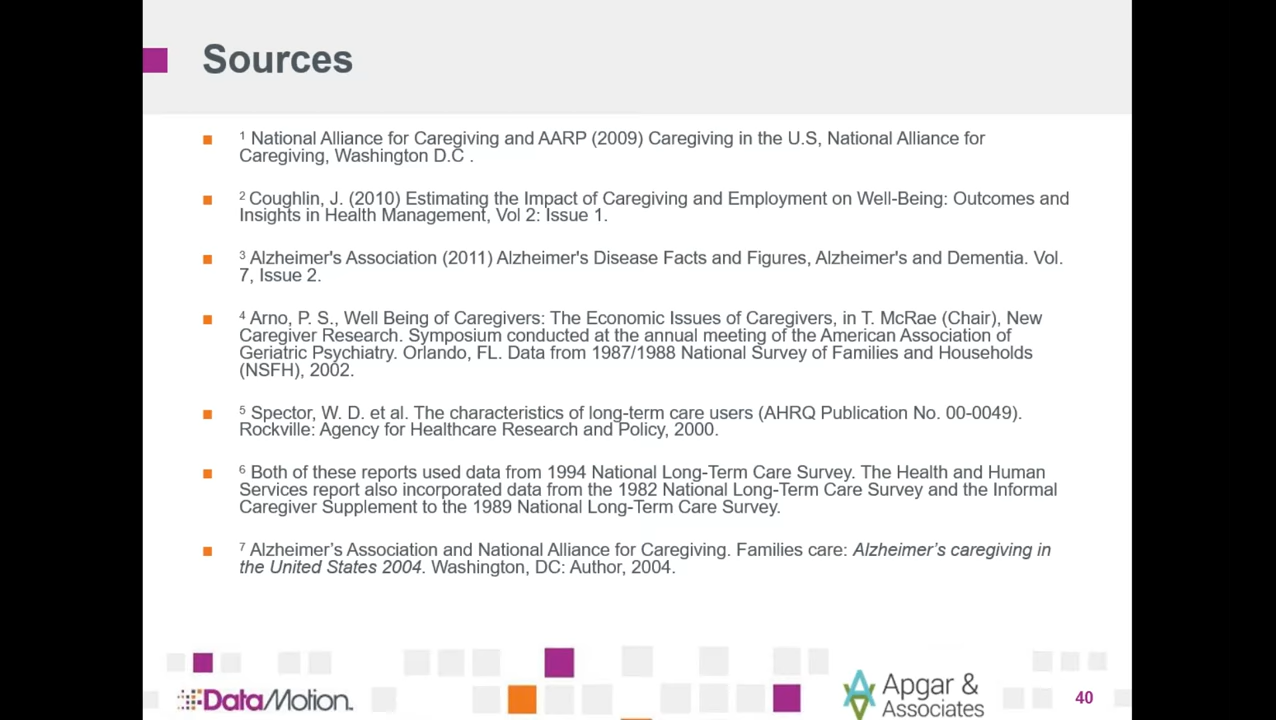 Sources
1 National Alliance for Caregiving and AARP (2009) Caregiving in the U.S, National Alliance for
Caregiving, Washington D.C .
2 Coughlin, J. (2010) Estimating the Impact of Caregiving and Employment on Well-Being: Outcomes and
Insights in Health Management, Vol 2: Issue 1.
3 Alzheimer's Association (2011) Alzheimer's Disease Facts and Figures, Alzheimer's and Dementia. Vol.
7, Issue 2.
4 Arno, P. S., Well Being of Caregivers: The Economic Issues of Caregivers, in T. McRae (Chair), New
Caregiver Research. Symposium conducted at the annual meeting of the American Association of
Geriatric Psychiatry. Orlando, FL. Data from 1987/1988 National Survey of Families and Households
(NSFH), 2002.
5 Spector, W. D. et al. The characteristics of long-term care users (AHRQ Publication No. 00-0049).
Rockville: Agency for Healthcare Research and Policy, 2000.
6 Both of these reports used data from 1994 National Long-Term Care Survey. The Health and Human
Services report also incorporated data from the 1982 National Long-Term Care Survey and the Informal
Caregiver Supplement to the 1989 National Long-Term Care Survey.
7 Alzheimer’s Association and National Alliance for Caregiving. Families care: Alzheimer’s caregiving in
the United States 2004. Washington, DC: Author, 2004.
DataMotion
Apgar &
Associates
40